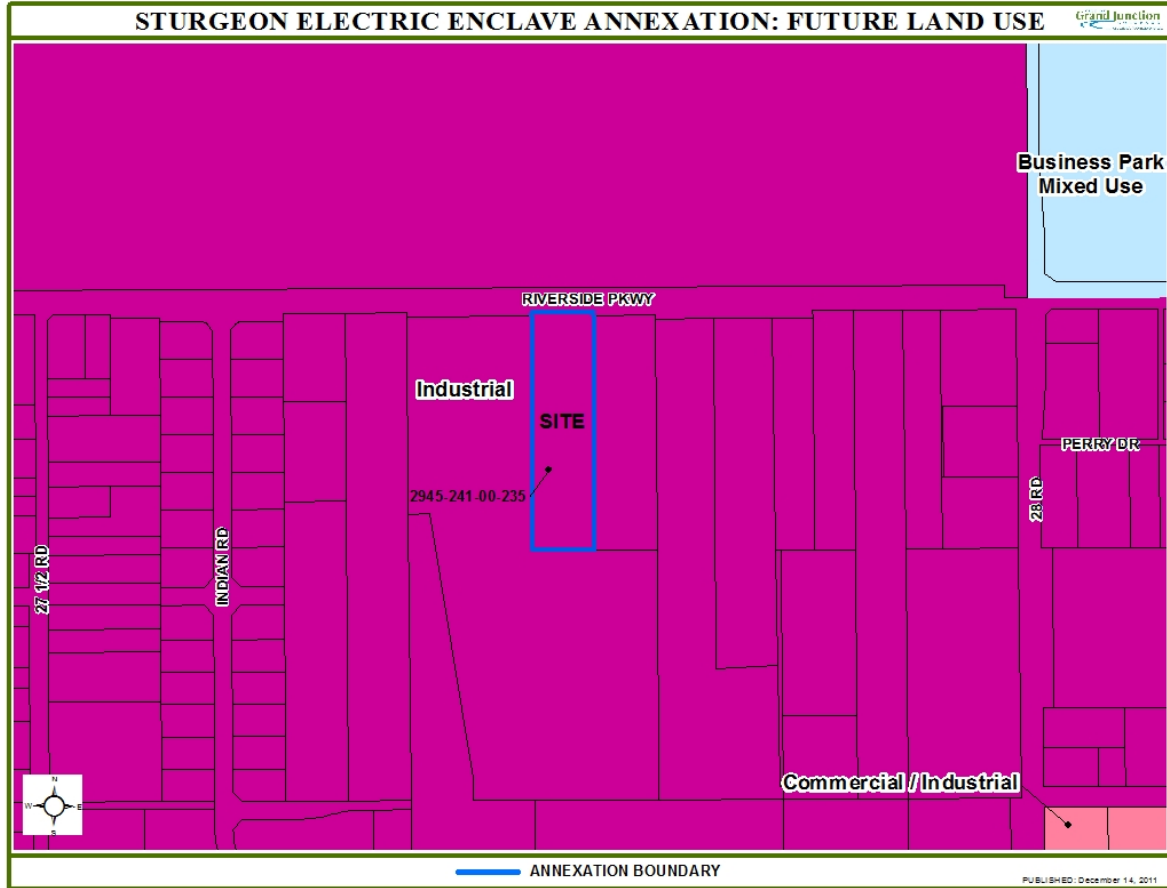 STURGEON ELECTRIC ENCLAVE ANNEXATION: FUTURE LAND USE
Grand Junction
Business Park
Mixed Use
RIVERSIDE PKWY
Industrial
SITE
PERRY DR
2945-241-00-235
28 RD
INDIAN RD
27 1/2 RD
Commercial / Industrial
N
W
E
S
ANNEXATION BOUNDARY
PUBLISHED: December 14, 2011